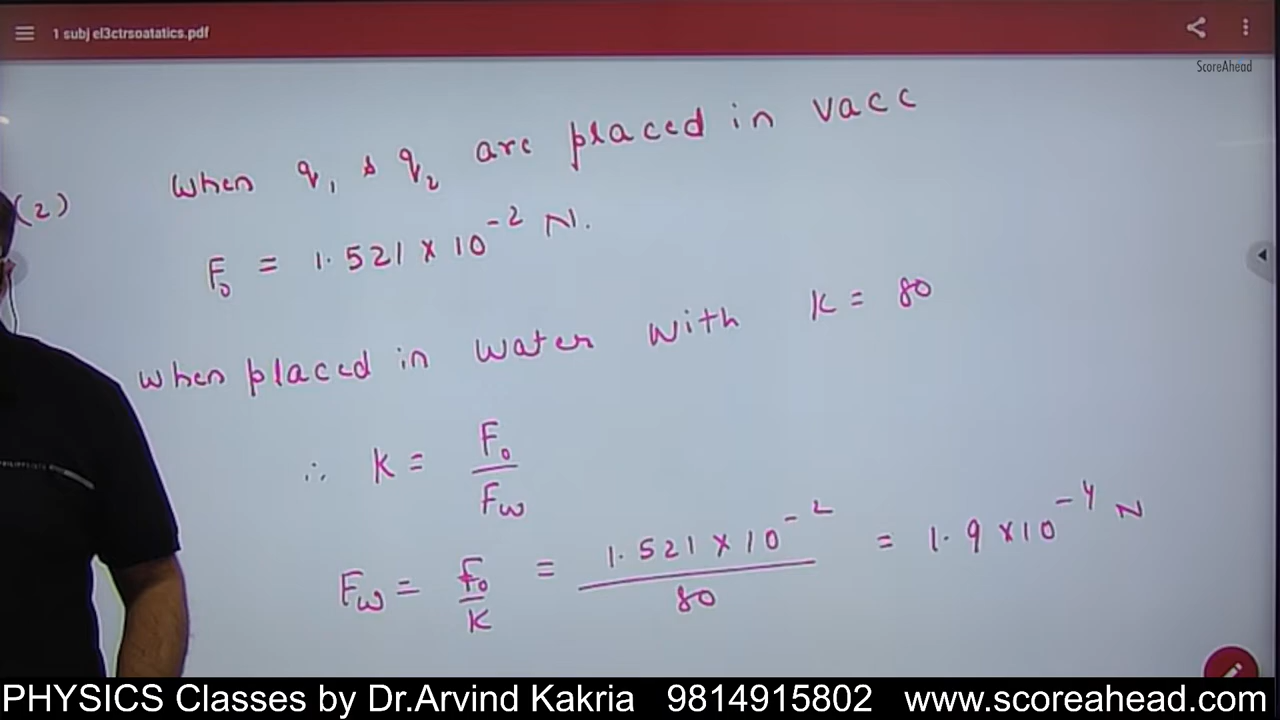 1 subj el3ctrsoatatics.pdf
ScoreAhead
(2) When q₁ & q₂ are placed in vacc
F₀ = 1.521 × 10⁻² N.
When placed in water with K = 80
∴ K = F₀/Fw
Fw = F₀/K = 1.521 × 10⁻²/80 = 1.9 × 10⁻⁴ N
PHYSICS Classes by Dr.Arvind Kakria 9814915802 www.scoreahead.com